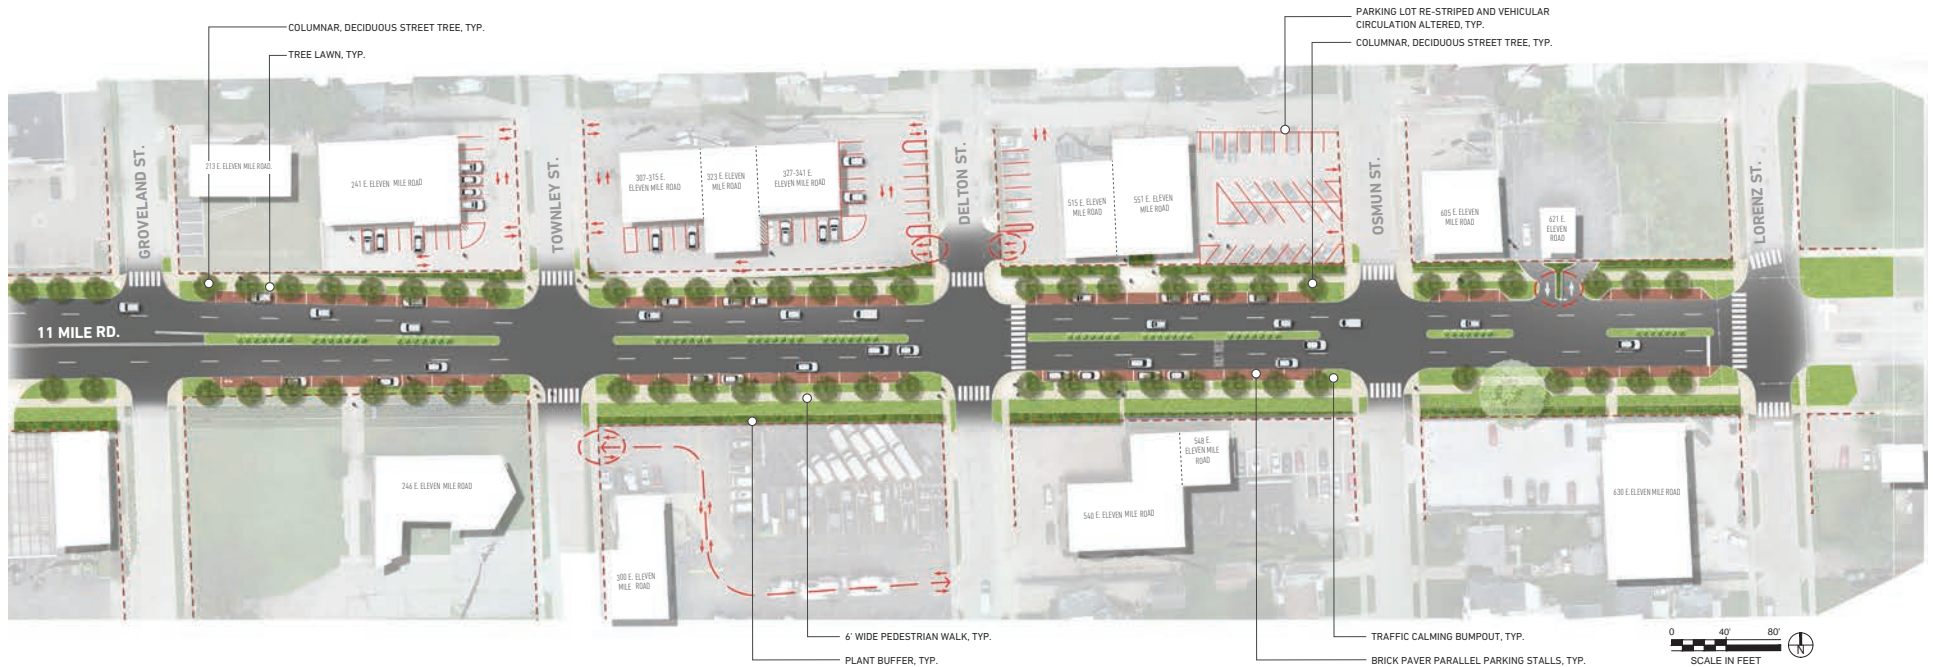 COLUMNAR, DECIDUOUS STREET TREE, TYP.
TREE LAWN, TYP.
PARKING LOT RE-STRIPED AND VEHICULAR
CIRCULATION ALTERED, TYP.
COLUMNAR, DECIDUOUS STREET TREE, TYP.
GROVELAND ST.
213 E. ELEVEN MILE ROAD
241 E. ELEVEN MILE ROAD
TOWNLEY ST.
307-315 E.
ELEVEN MILE ROAD
323 E. ELEVEN
MILE ROAD
327-341 E.
ELEVEN MILE ROAD
DELTON ST.
515 E. ELEVEN
MILE ROAD
551 E. ELEVEN
MILE ROAD
OSMUN ST.
605 E. ELEVEN
MILE ROAD
621 E.
ELEVEN
MILE
ROAD
LORENZ ST.
11 MILE RD.
246 E. ELEVEN MILE ROAD
300 E. ELEVEN
MILE ROAD
540 E. ELEVEN MILE ROAD
548 E.
ELEVEN MILE
ROAD
630 E. ELEVEN MILE ROAD
6' WIDE PEDESTRIAN WALK, TYP.
PLANT BUFFER, TYP.
TRAFFIC CALMING BUMPOUT, TYP.
BRICK PAVER PARALLEL PARKING STALLS, TYP.
0 40' 80'
SCALE IN FEET
N